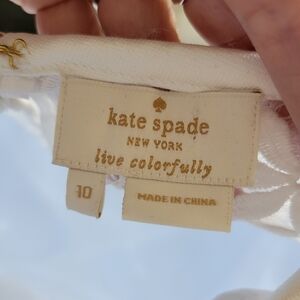 kate spade
NEW YORK
live colorfully
10
MADE IN CHINA